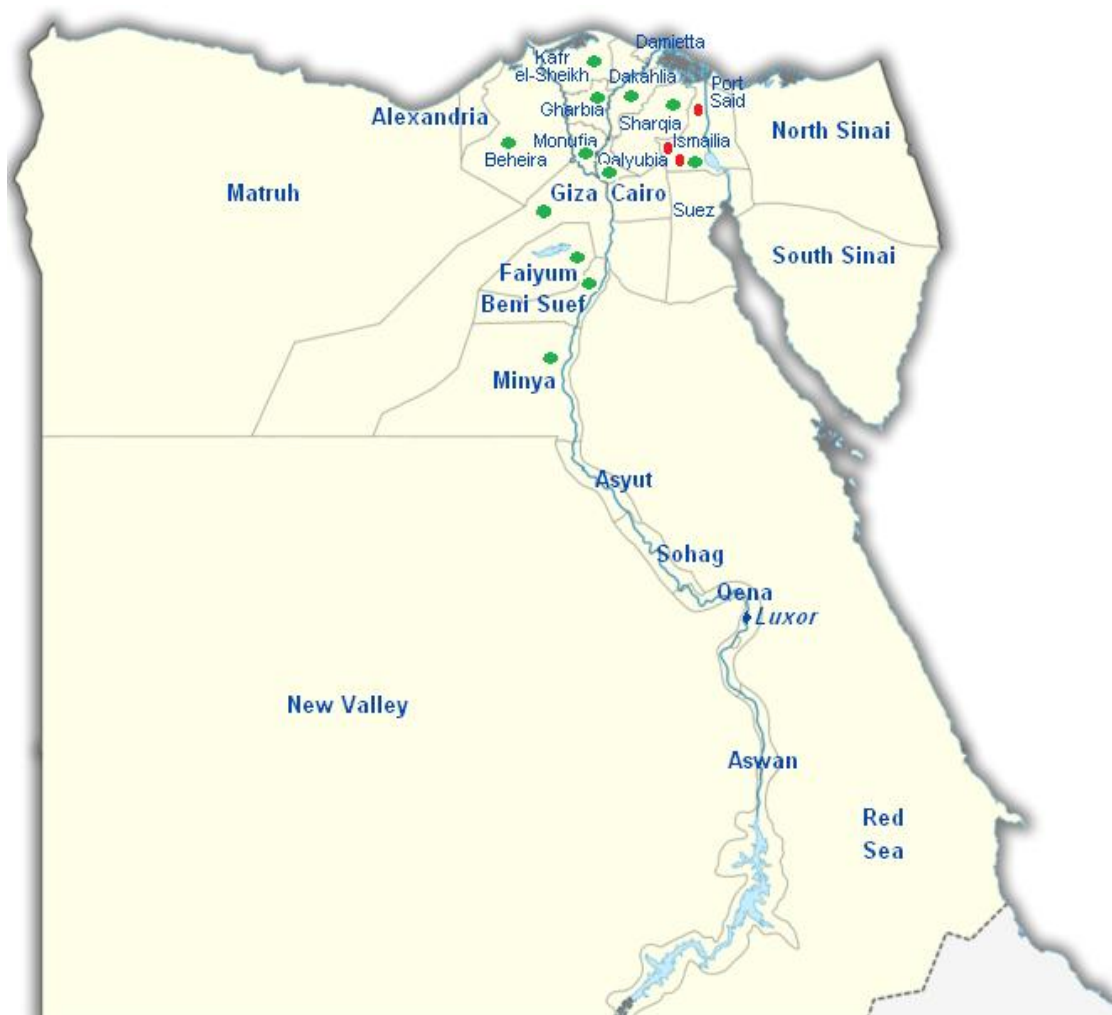 Damietta
Kafr
el-Sheikh
Dakahlia
Port
Said
Gharbia
Alexandria
Sharqia
North Sinai
Monufia
Ismailia
Beheira
Qalyubia
Matruh
Giza
Cairo
Suez
South Sinai
Faiyum
Beni Suef
Minya
Asyut
Sohag
Qena
Luxor
New Valley
Aswan
Red
Sea